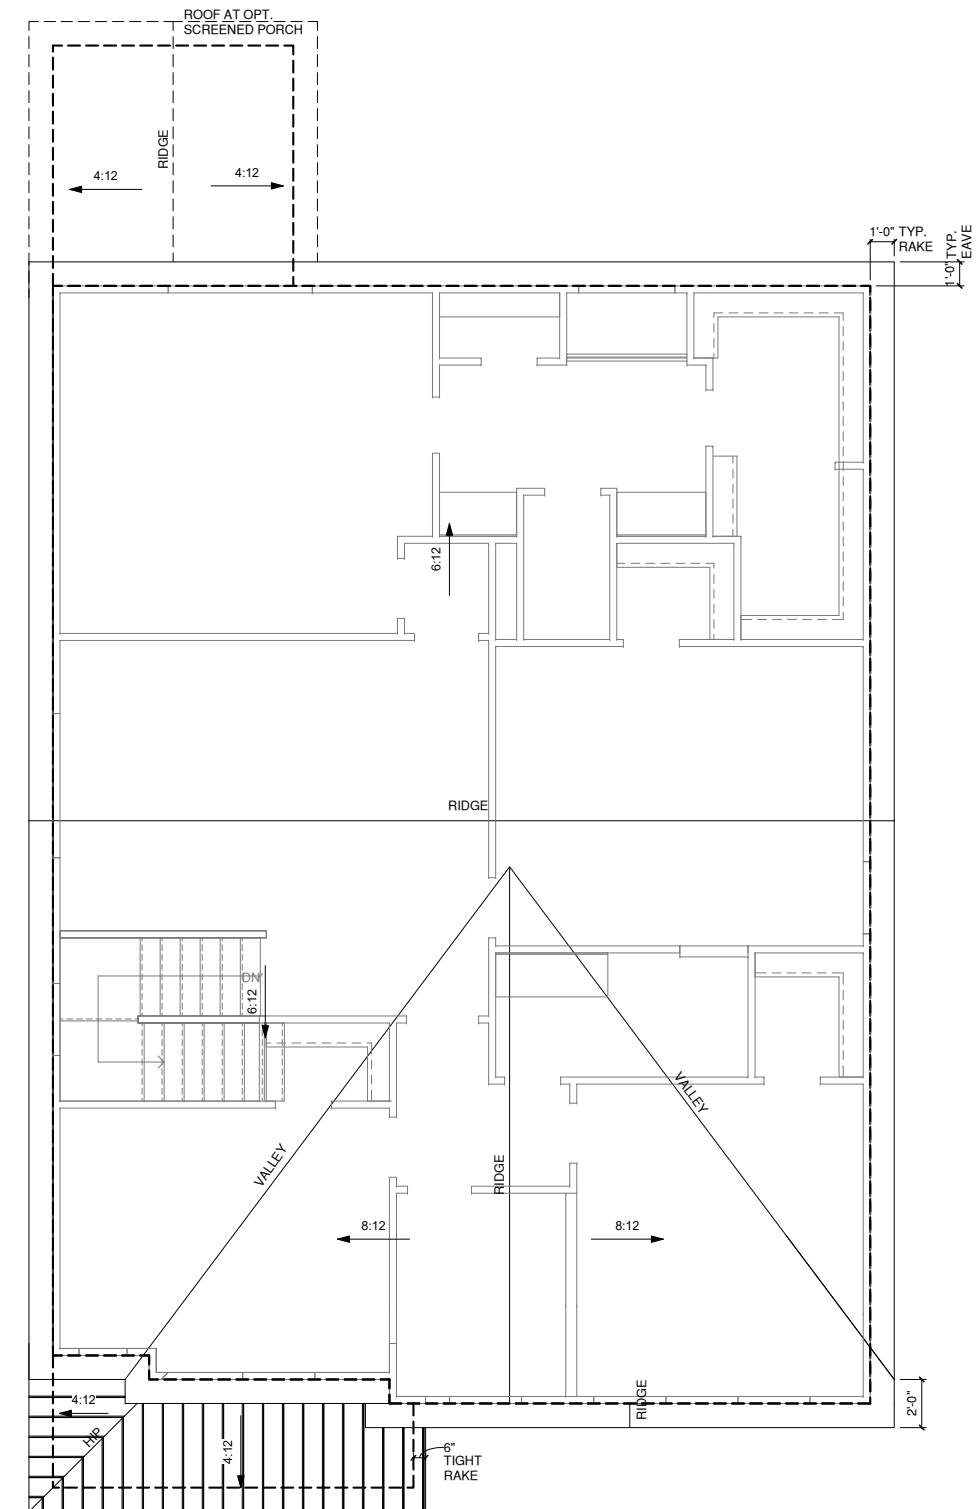 ROOF AT OPT.
SCREENED PORCH
RIDGE
4:12
4:12
1'-0" TYP.
RAKE
1'-0" TYP.
EAVE
6:12
RIDGE
DN
6:12
VALLEY
VALLEY
RIDGE
8:12
8:12
4:12
HIP
4:12
6"
TIGHT
RAKE
RIDGE
2'-0"